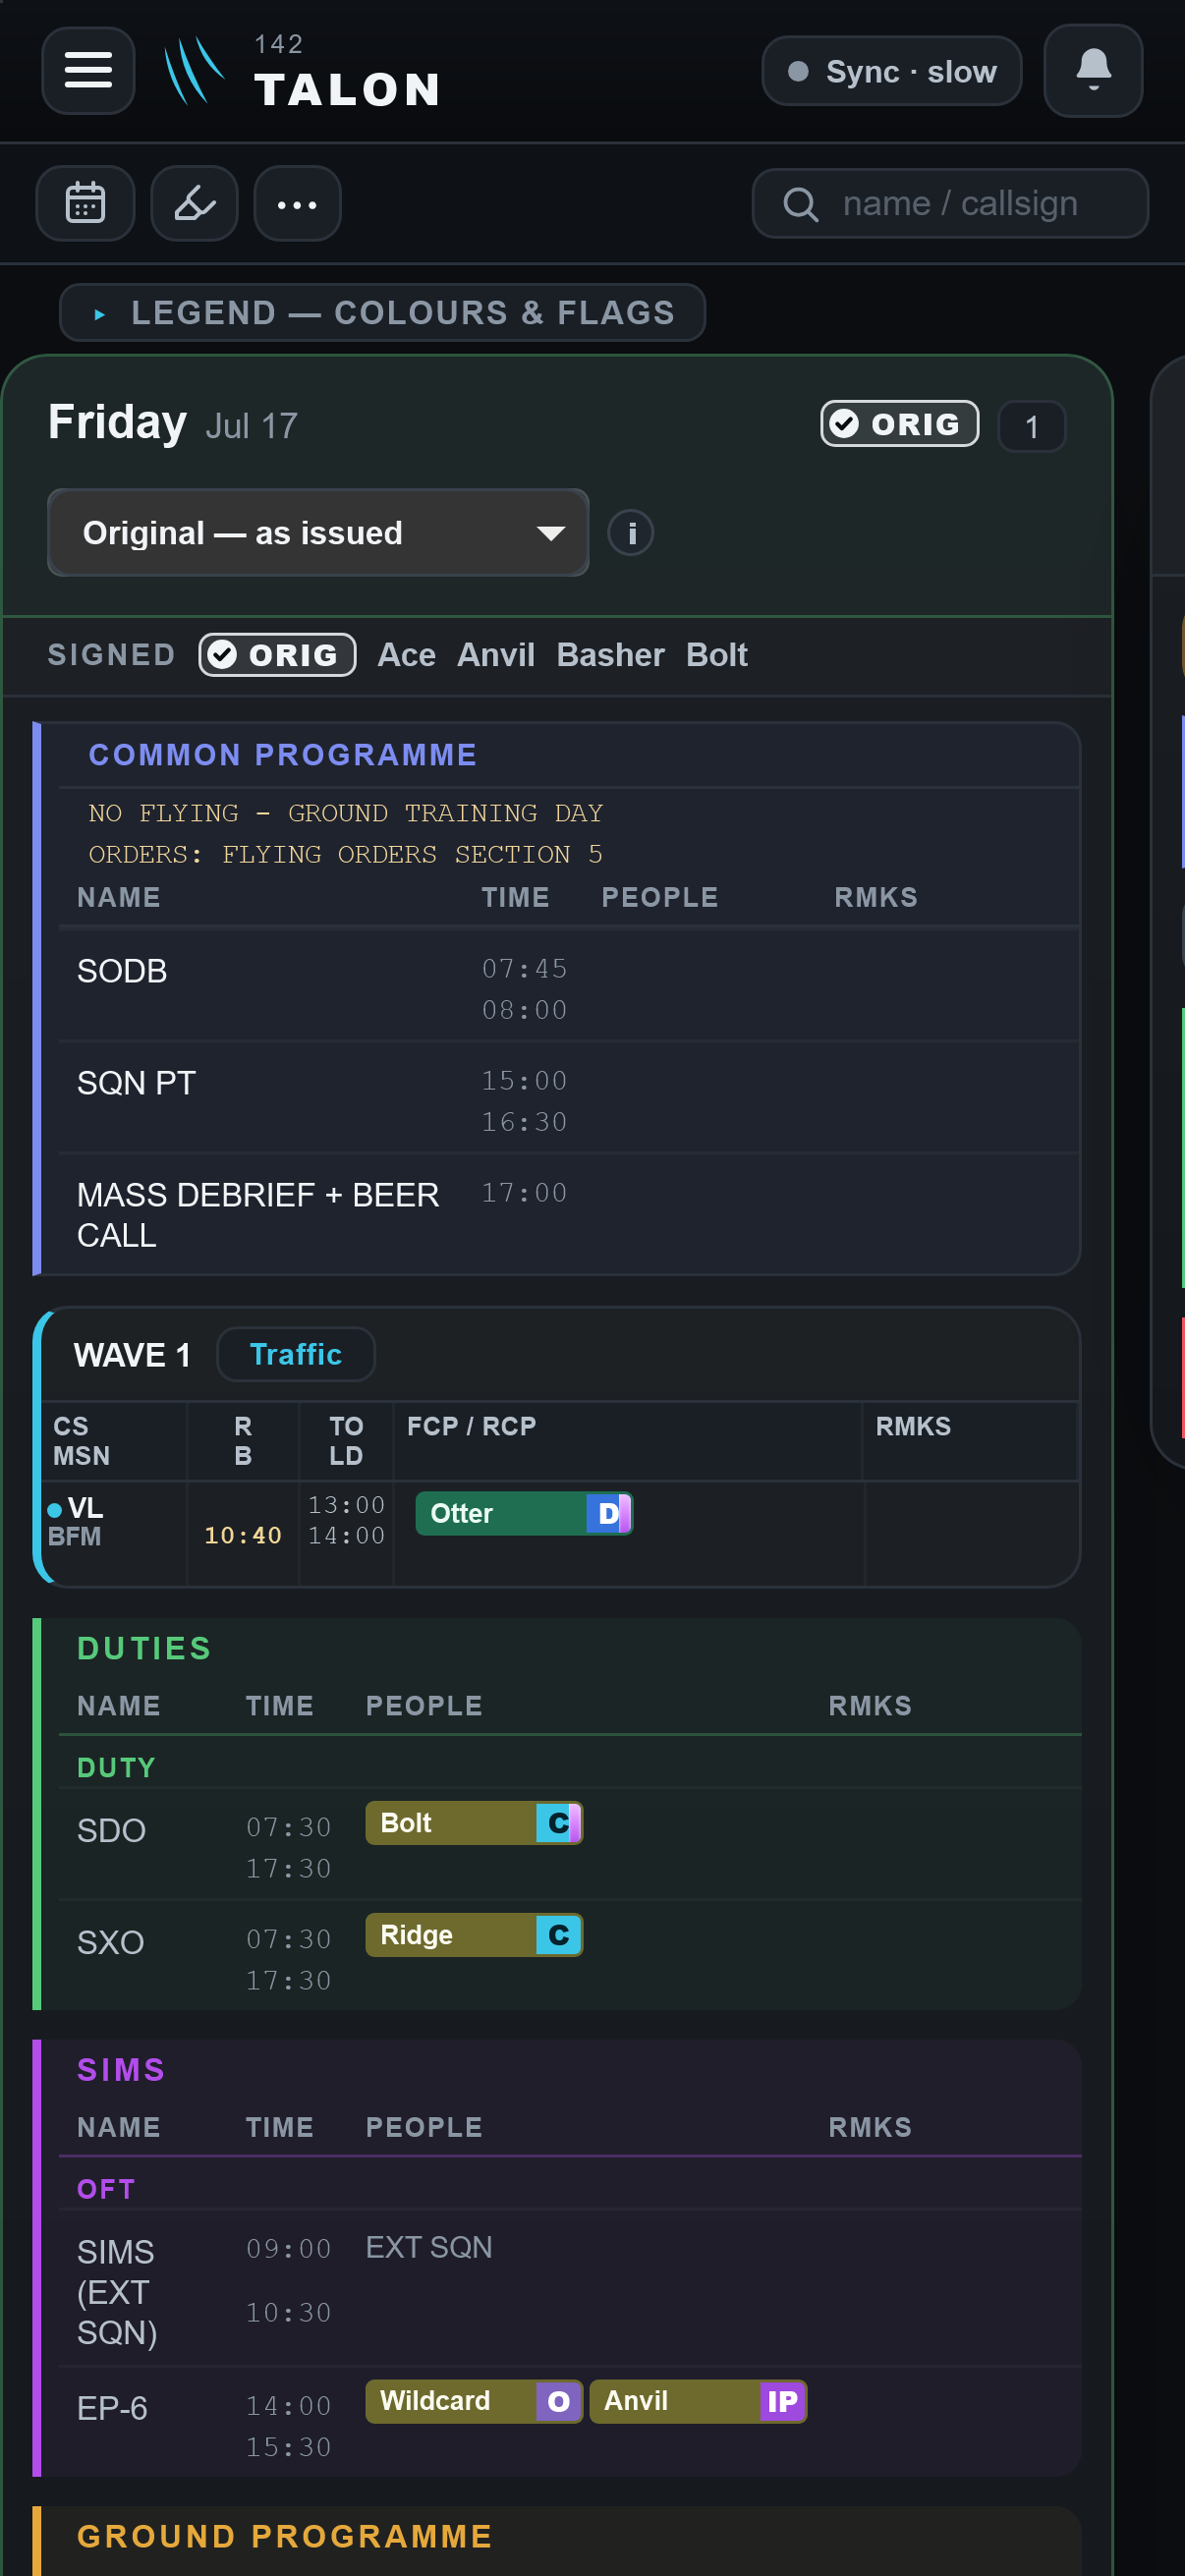 142
TALON
Sync · slow
name / callsign
▸ LEGEND — COLOURS & FLAGS
Friday Jul 17
ORIG 1
Original — as issued
i
SIGNED ORIG Ace Anvil Basher Bolt
COMMON PROGRAMME
NO FLYING - GROUND TRAINING DAY
ORDERS: FLYING ORDERS SECTION 5
NAME TIME PEOPLE RMKS
SODB 07:45
08:00
SQN PT 15:00
16:30
MASS DEBRIEF + BEER 17:00
CALL
WAVE 1 Traffic
CS R TO FCP / RCP RMKS
MSN B LD
VL 13:00 Otter D
BFM 10:40 14:00
DUTIES
NAME TIME PEOPLE RMKS
DUTY
SDO 07:30 Bolt C
17:30
SXO 07:30 Ridge C
17:30
SIMS
NAME TIME PEOPLE RMKS
OFT
SIMS 09:00 EXT SQN
(EXT
10:30
SQN)
EP-6 14:00 Wildcard O Anvil IP
15:30
GROUND PROGRAMME